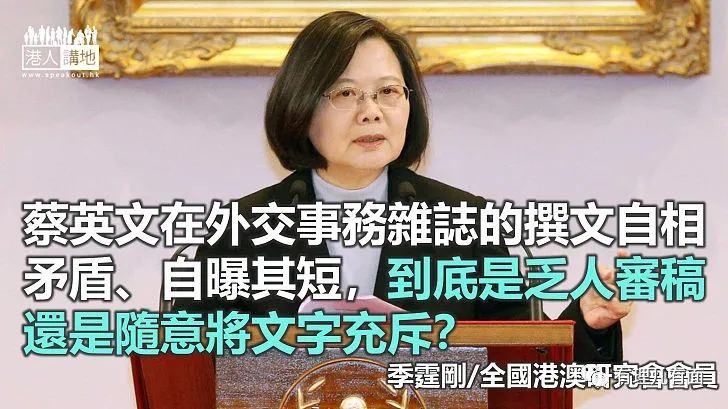 港人講地
www.speakout.hk
蔡英文在外交事務雜誌的撰文自相
矛盾、自曝其短，到底是乏人審稿
還是隨意將文字充斥？
季霆剛/全國港澳研究會會員